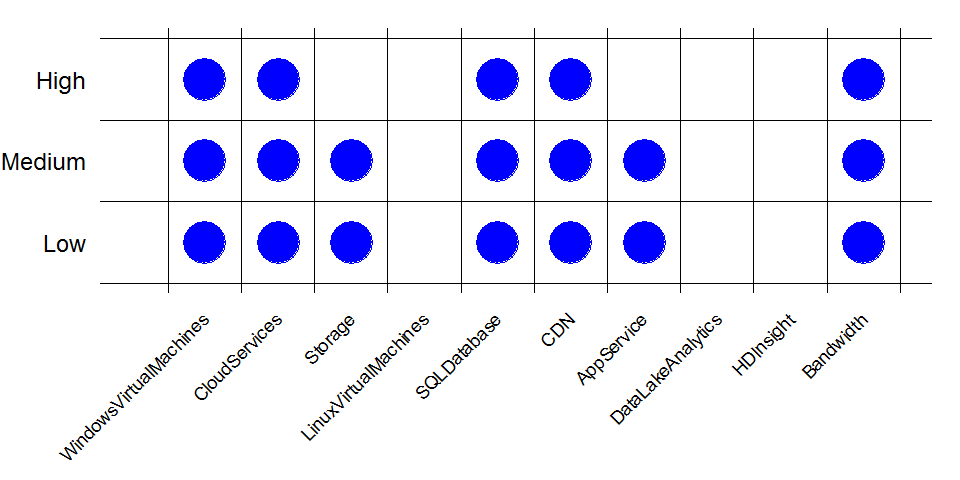 High
Medium
Low
WindowsVirtualMachines
CloudServices
Storage
LinuxVirtualMachines
SQLDatabase
CDN
AppService
DataLakeAnalytics
HDInsight
Bandwidth